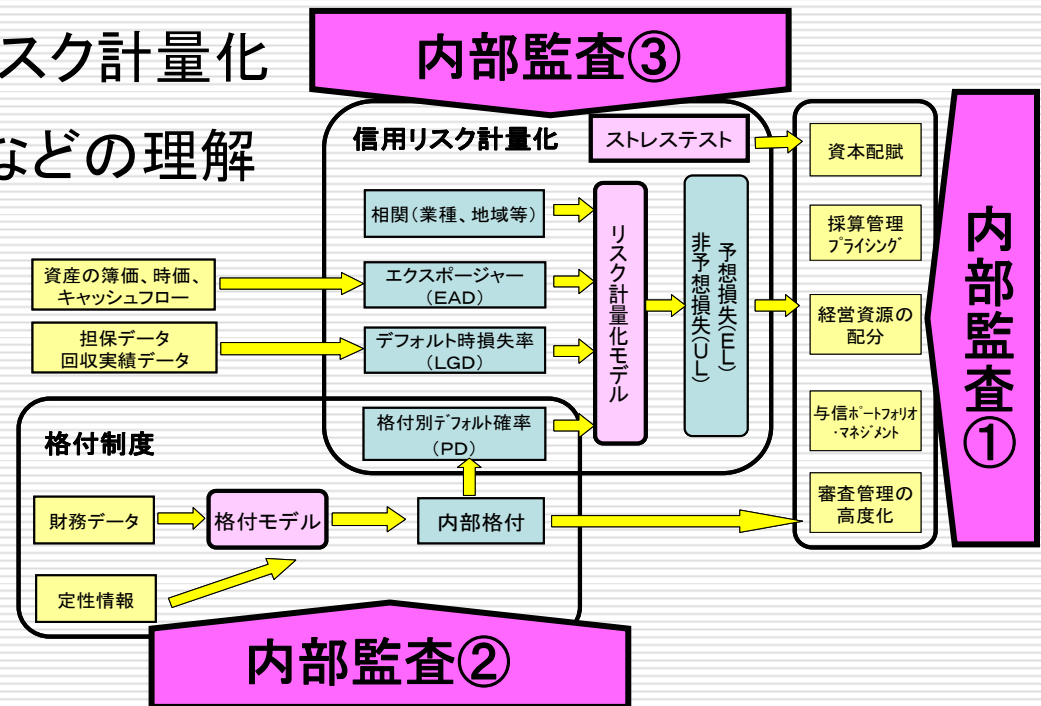 スク計量化
などの理解
内部監査③
信用リスク計量化
ストレステスト
相関(業種、地域等)
エクスポージャー
(EAD)
デフォルト時損失率
(LGD)
格付別デフォルト確率
(PD)
リスク計量化モデル
予想損失(EL)
非予想損失(UL)
資産の簿価、時価、
キャッシュフロー
担保データ
回収実績データ
格付制度
財務データ
格付モデル
内部格付
定性情報
内部監査②
資本配賦
採算管理
プライシング
経営資源の
配分
与信ポートフォリオ
・マネジメント
審査管理の
高度化
内部監査①